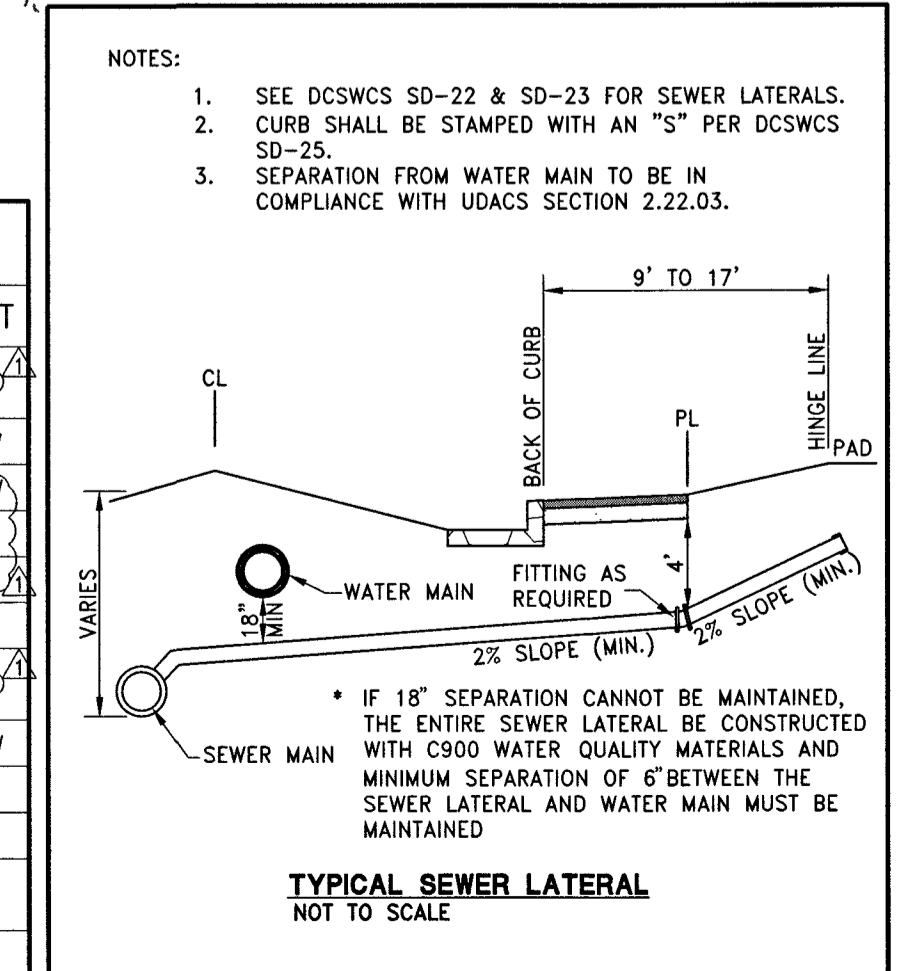 NOTES:
1. SEE DCSWCS SD-22 & SD-23 FOR SEWER LATERALS.
2. CURB SHALL BE STAMPED WITH AN "S" PER DCSWCS
SD-25.
3. SEPARATION FROM WATER MAIN TO BE IN
COMPLIANCE WITH UDACS SECTION 2.22.03.
9' TO 17'
T
1
CL
BACK OF CURB
PL
HINGE LINE
PAD
VARIES
WATER MAIN
18" MIN
FITTING AS
REQUIRED
4'
2% SLOPE (MIN.)
2% SLOPE (MIN.)
1
1
SEWER MAIN
* IF 18" SEPARATION CANNOT BE MAINTAINED,
THE ENTIRE SEWER LATERAL BE CONSTRUCTED
WITH C900 WATER QUALITY MATERIALS AND
MINIMUM SEPARATION OF 6" BETWEEN THE
SEWER LATERAL AND WATER MAIN MUST BE
MAINTAINED
TYPICAL SEWER LATERAL
NOT TO SCALE